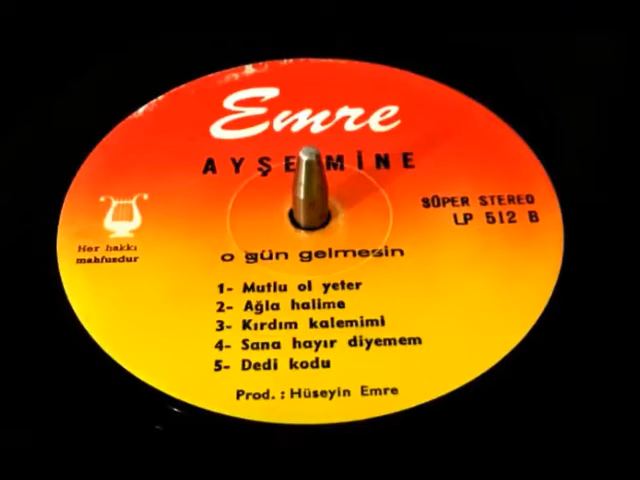 Emre
AYŞE MİNE
SÜPER STEREO
LP 512 B
Her hakkı
mahfuzdur
o gün gelmesin
1- Mutlu ol yeter
2- Ağla halime
3- Kırdım kalemimi
4- Sana hayır diyemem
5- Dedi kodu
Prod. : Hüseyin Emre